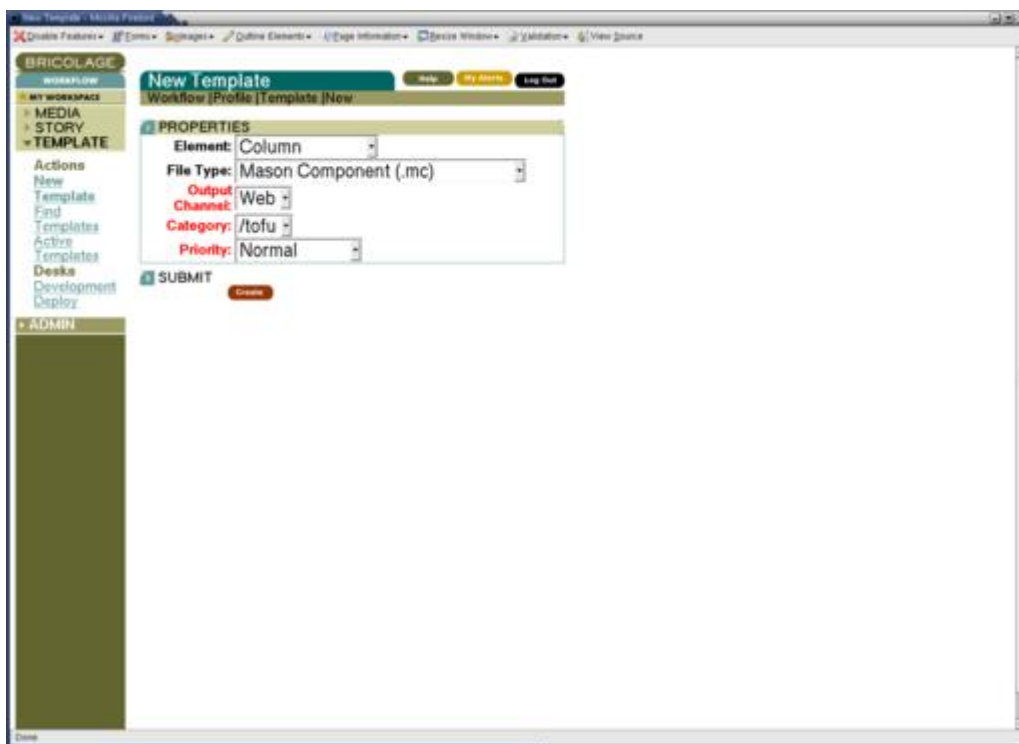 New Template - Mozilla Firefox
Disable Features Forms Images Outline Elements Page Information Resize Window Validation View Source
BRICOLAGE
WORKFLOW
MY WORKSPACE
MEDIA
STORY
TEMPLATE
Actions
New
Template
Find
Templates
Active
Templates
Desks
Development
Deploy
ADMIN
New Template
Help
My Alerts
Log Out
Workflow |Profile |Template |New
PROPERTIES
Element: Column
File Type: Mason Component (.mc)
Output
Channel: Web
Category: /tofu
Priority: Normal
SUBMIT
Create
Done